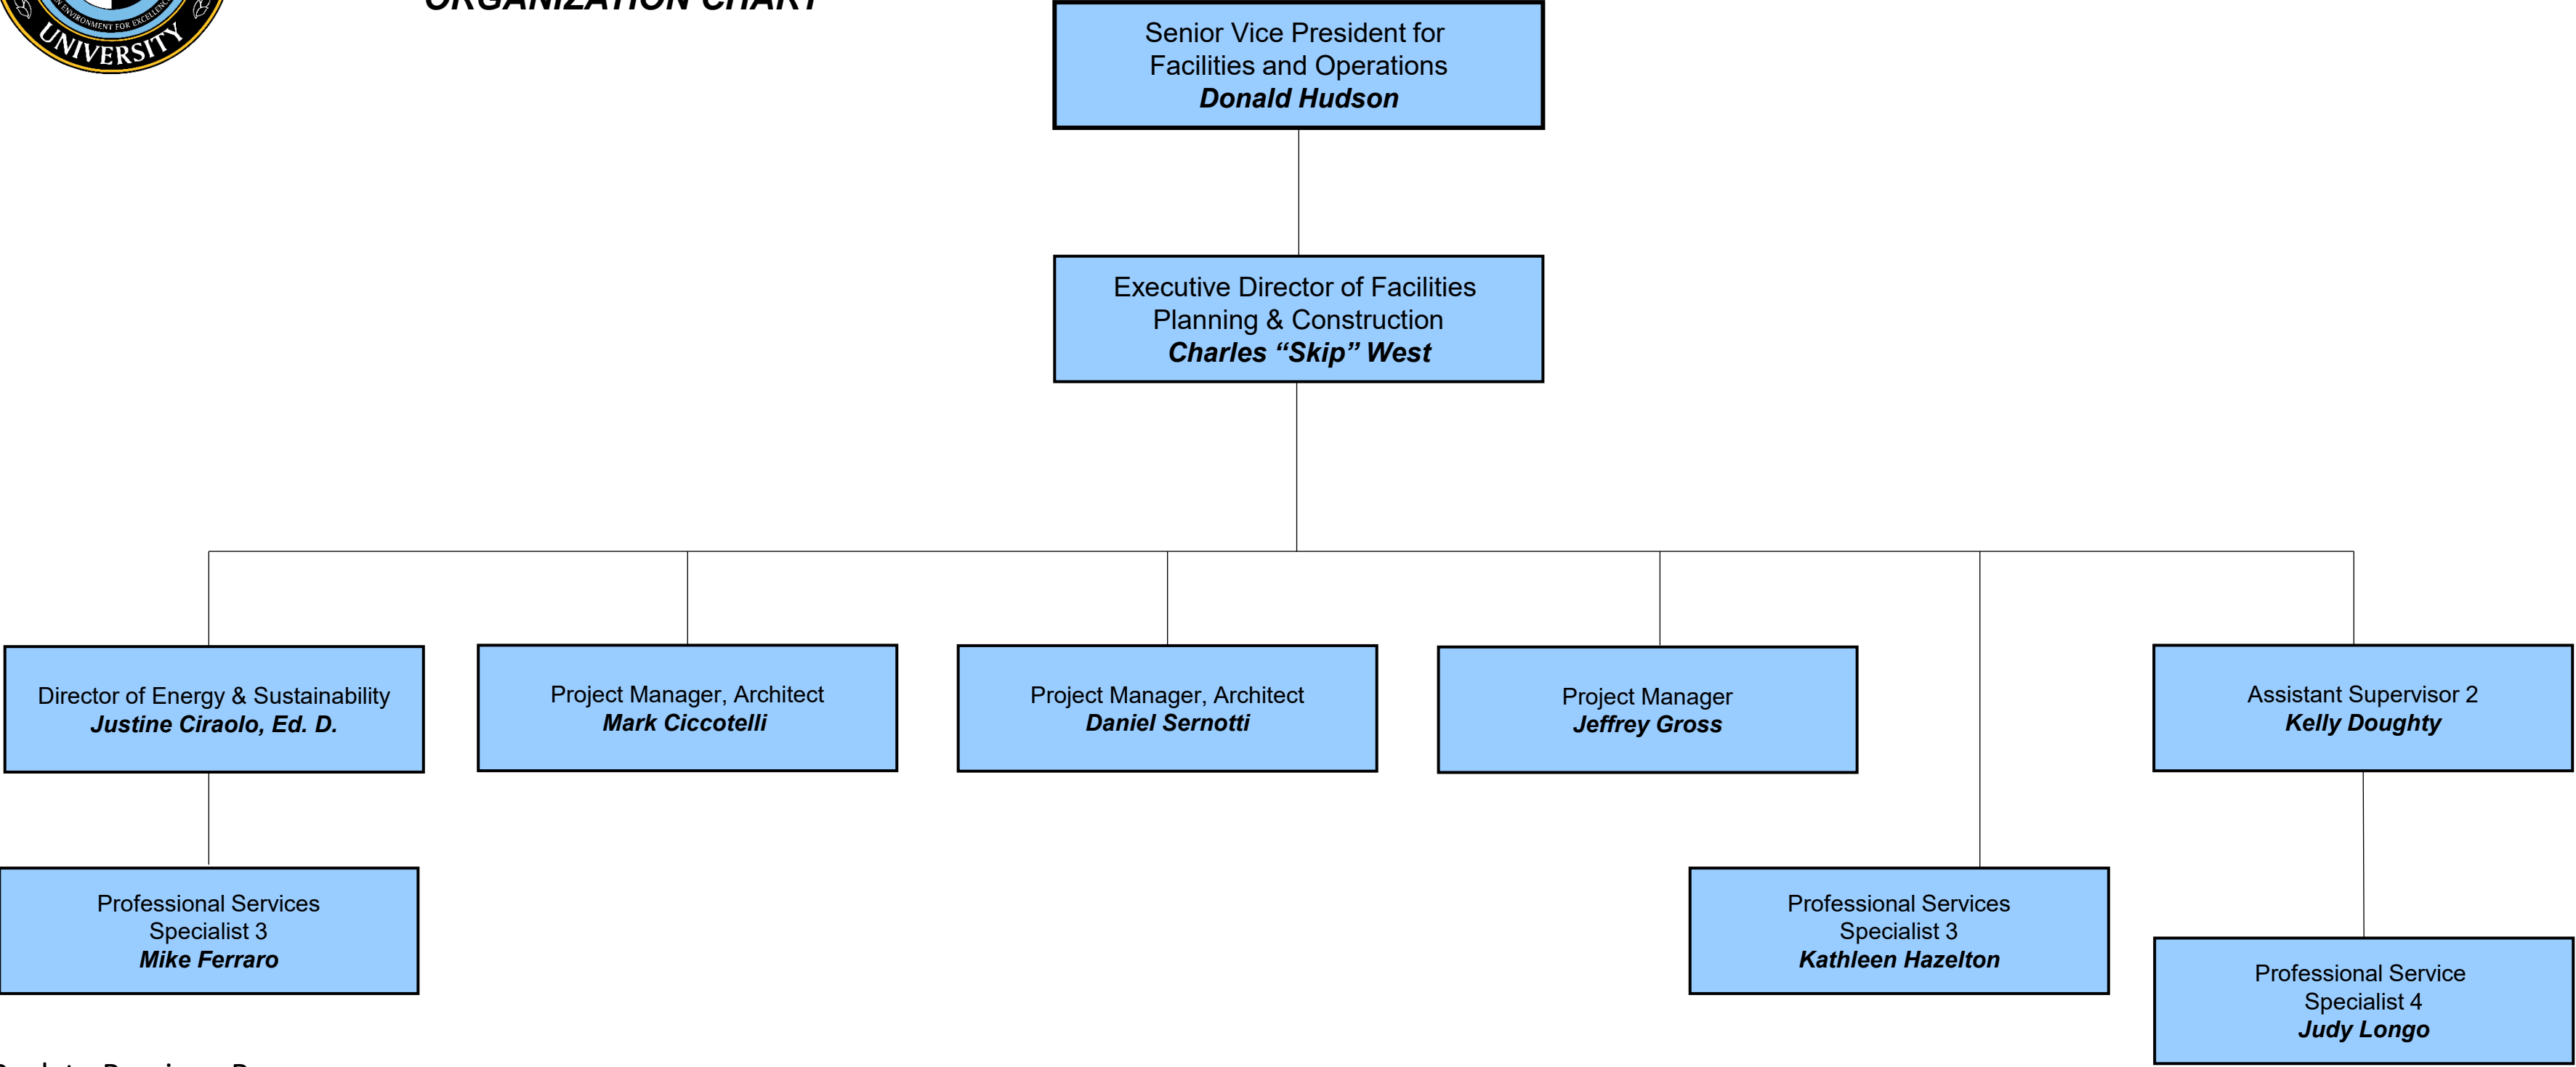 ORGANIZATION CHART
ENVIRONMENT FOR
UNIVERSITY
Senior Vice President for
Facilities and Operations
Donald Hudson
Executive Director of Facilities
Planning & Construction
Charles “Skip” West
Director of Energy & Sustainability
Justine Ciraolo, Ed. D.
Project Manager, Architect
Mark Ciccotelli
Project Manager, Architect
Daniel Sernotti
Project Manager
Jeffrey Gross
Assistant Supervisor 2
Kelly Doughty
Professional Services
Specialist 3
Mike Ferraro
Professional Services
Specialist 3
Kathleen Hazelton
Professional Service
Specialist 4
Judy Longo